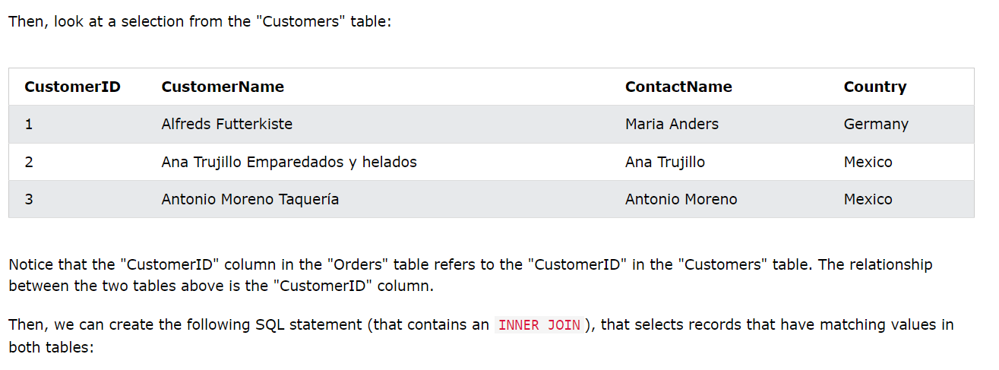 Then, look at a selection from the "Customers" table:
CustomerID CustomerName ContactName Country
1 Alfreds Futterkiste Maria Anders Germany
2 Ana Trujillo Emparedados y helados Ana Trujillo Mexico
3 Antonio Moreno Taquería Antonio Moreno Mexico
Notice that the "CustomerID" column in the "Orders" table refers to the "CustomerID" in the "Customers" table. The relationship
between the two tables above is the "CustomerID" column.
Then, we can create the following SQL statement (that contains an INNER JOIN), that selects records that have matching values in
both tables: